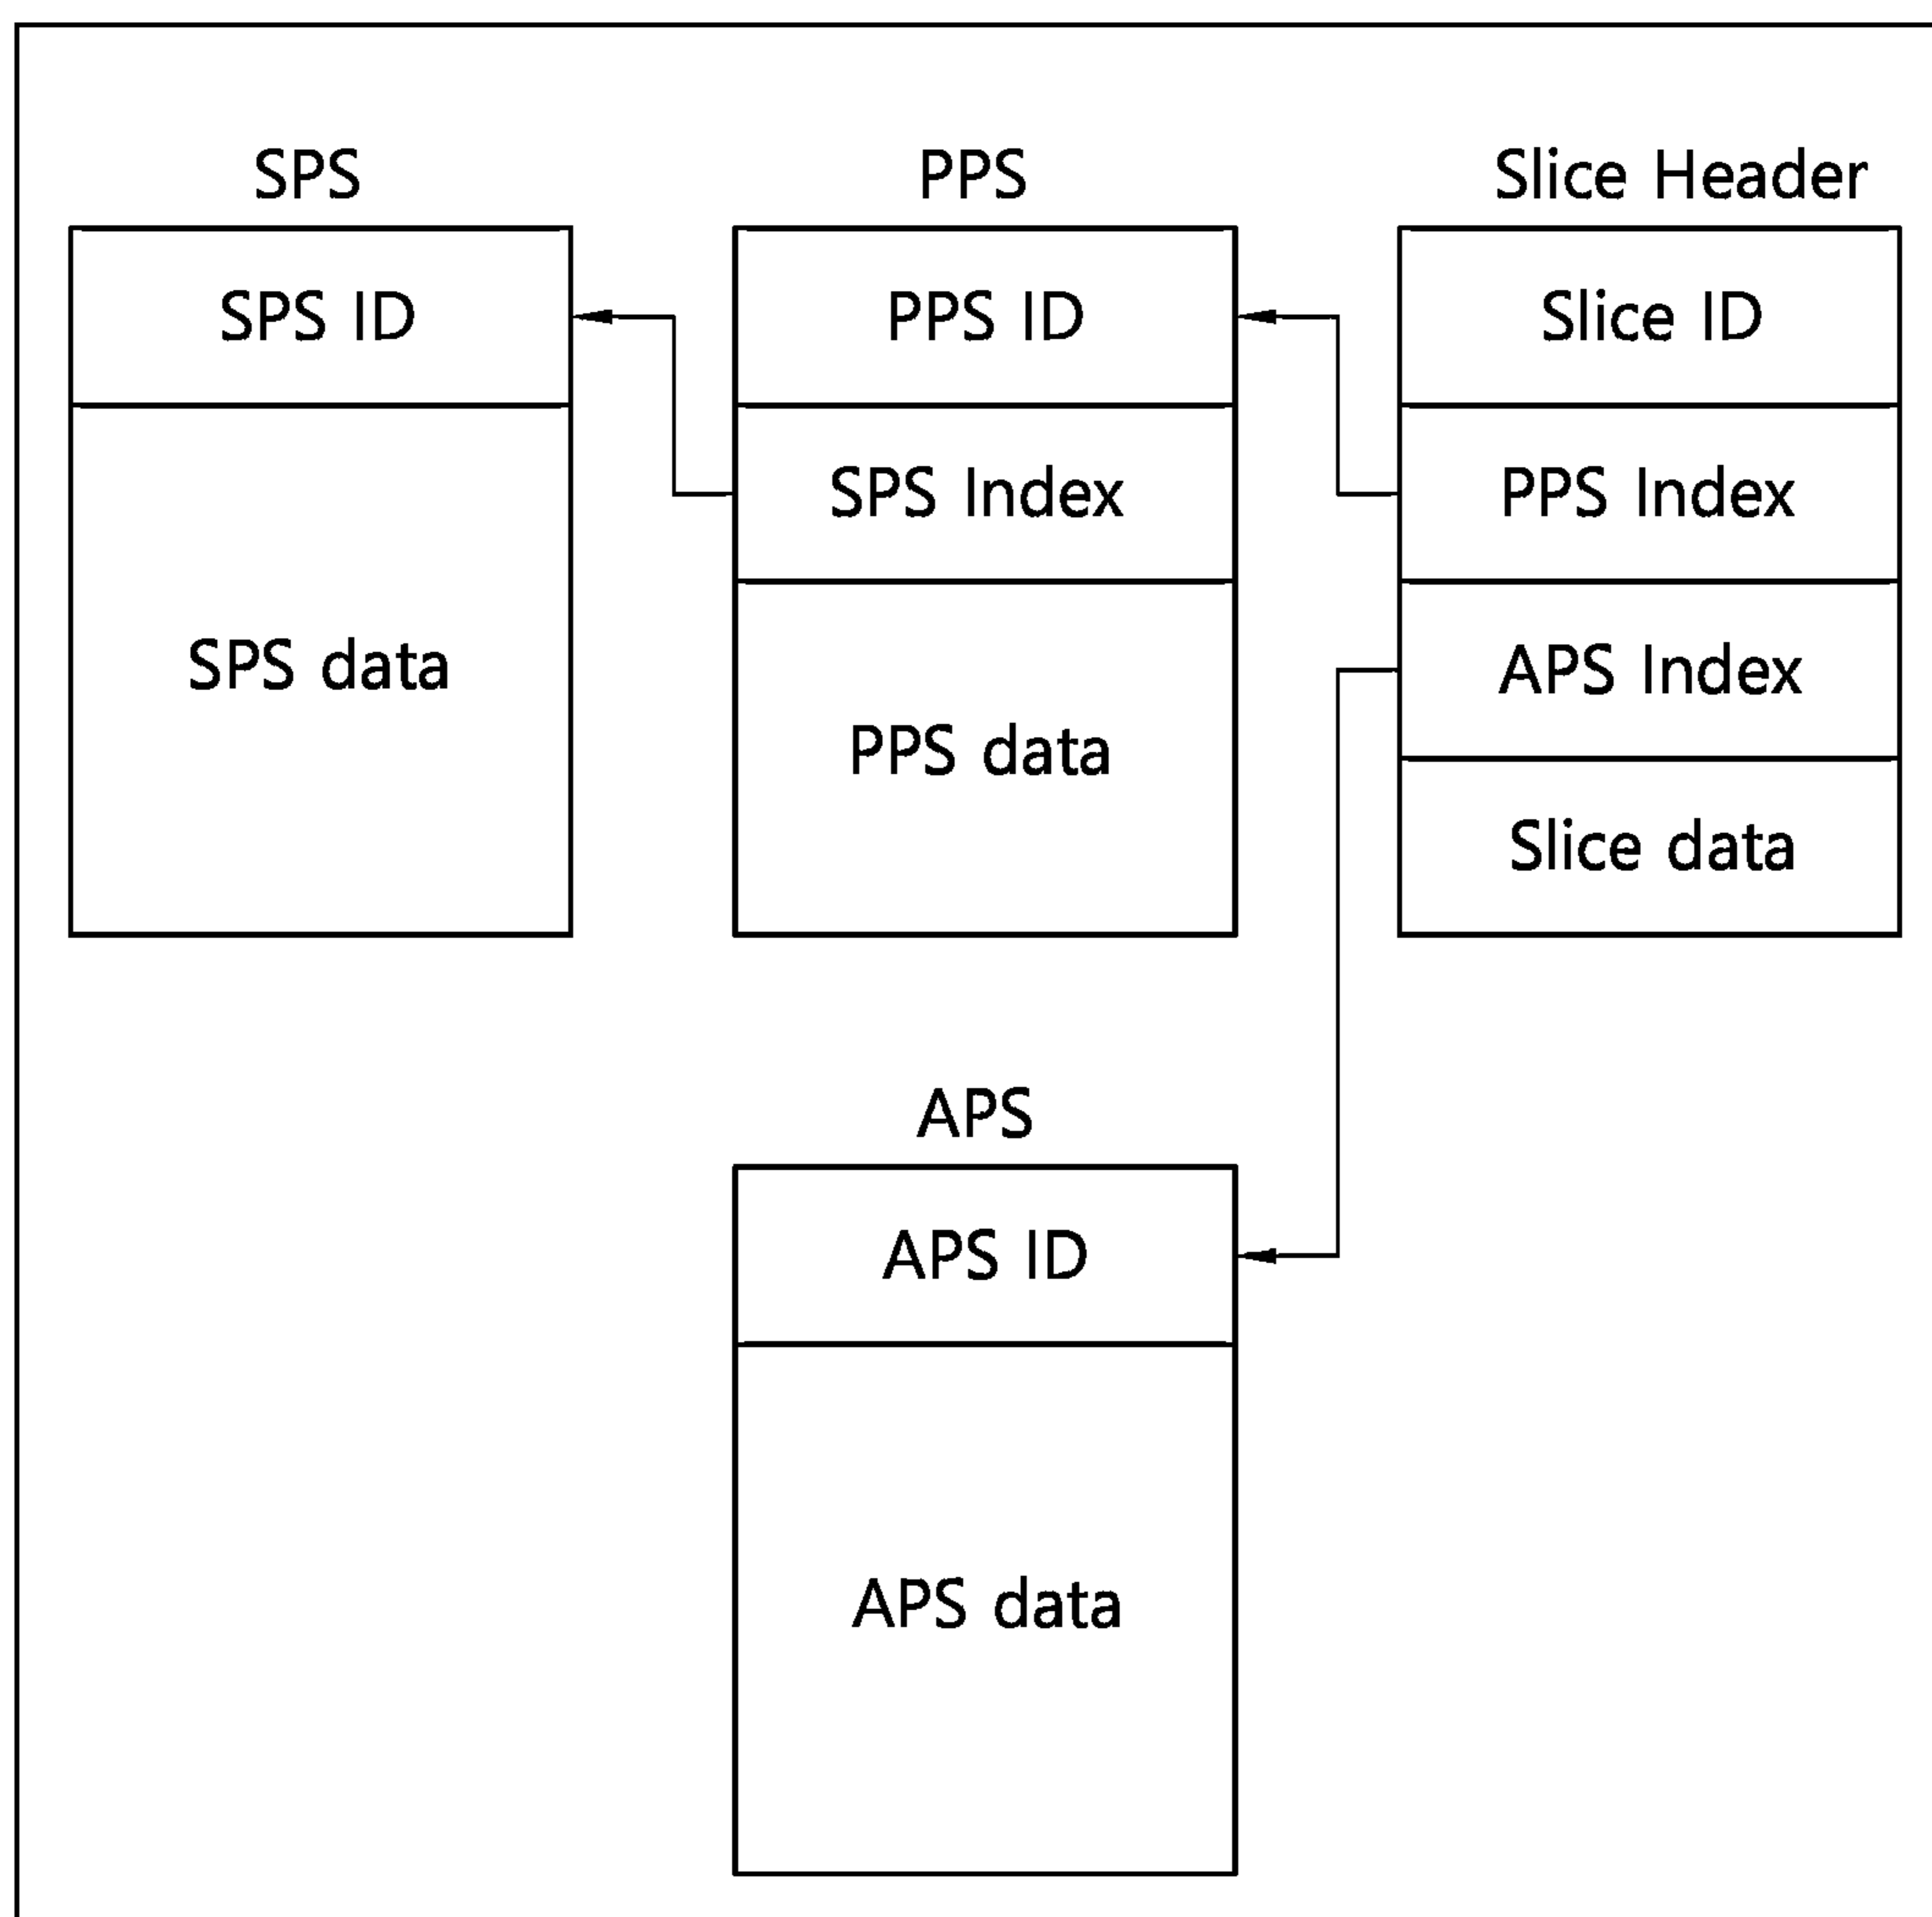 SPS
SPS ID
SPS data
PPS
PPS ID
SPS Index
PPS data
Slice Header
Slice ID
PPS Index
APS Index
Slice data
APS
APS ID
APS data